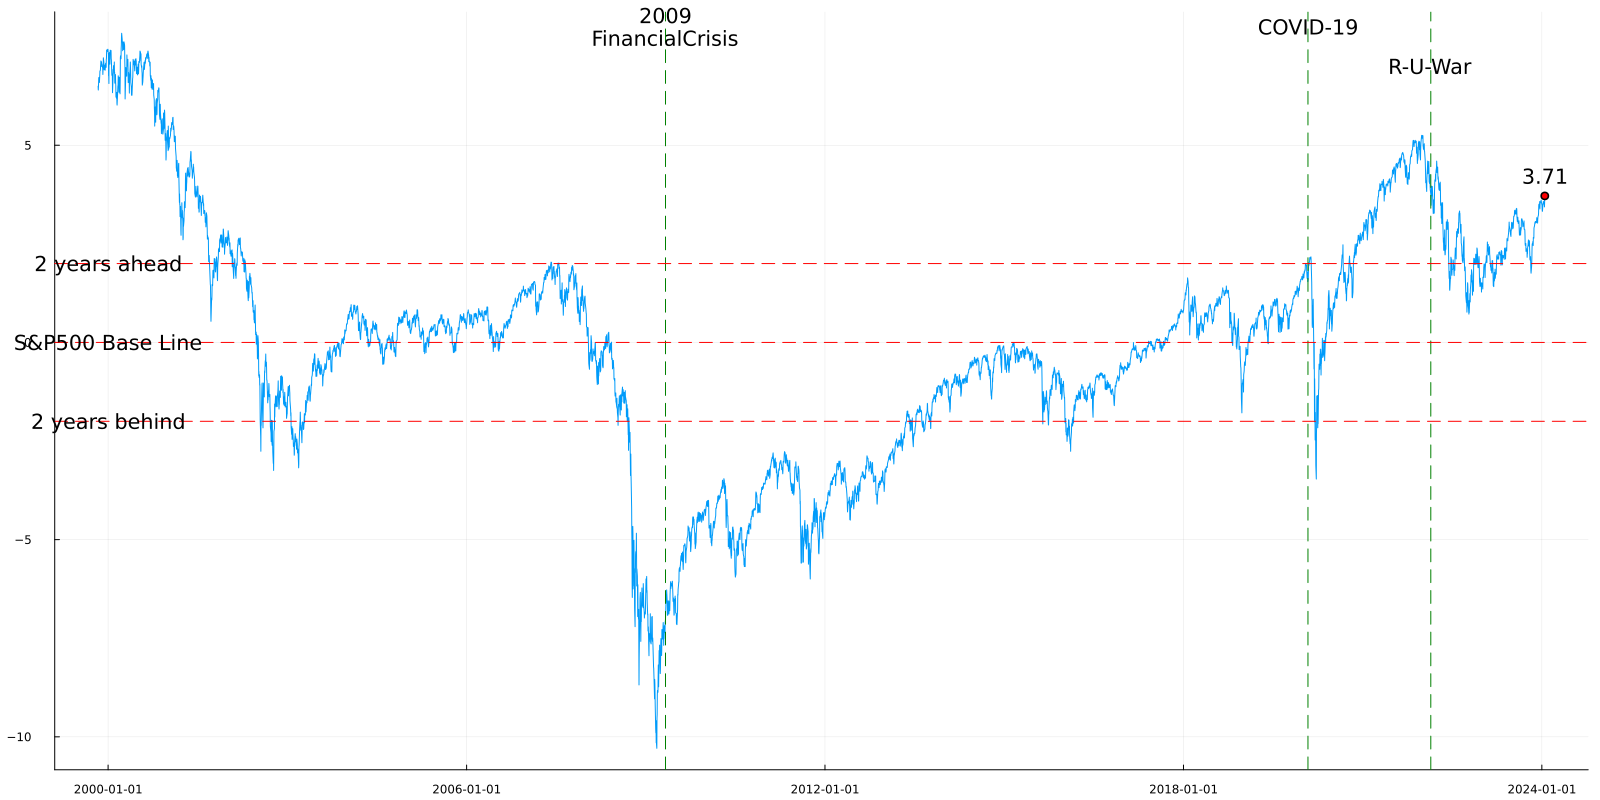 2009
FinancialCrisis
COVID-19
R-U-War
5
3.71
2 years ahead
0
S&P500 Base Line
2 years behind
−5
−10
2000-01-01
2006-01-01
2012-01-01
2018-01-01
2024-01-01